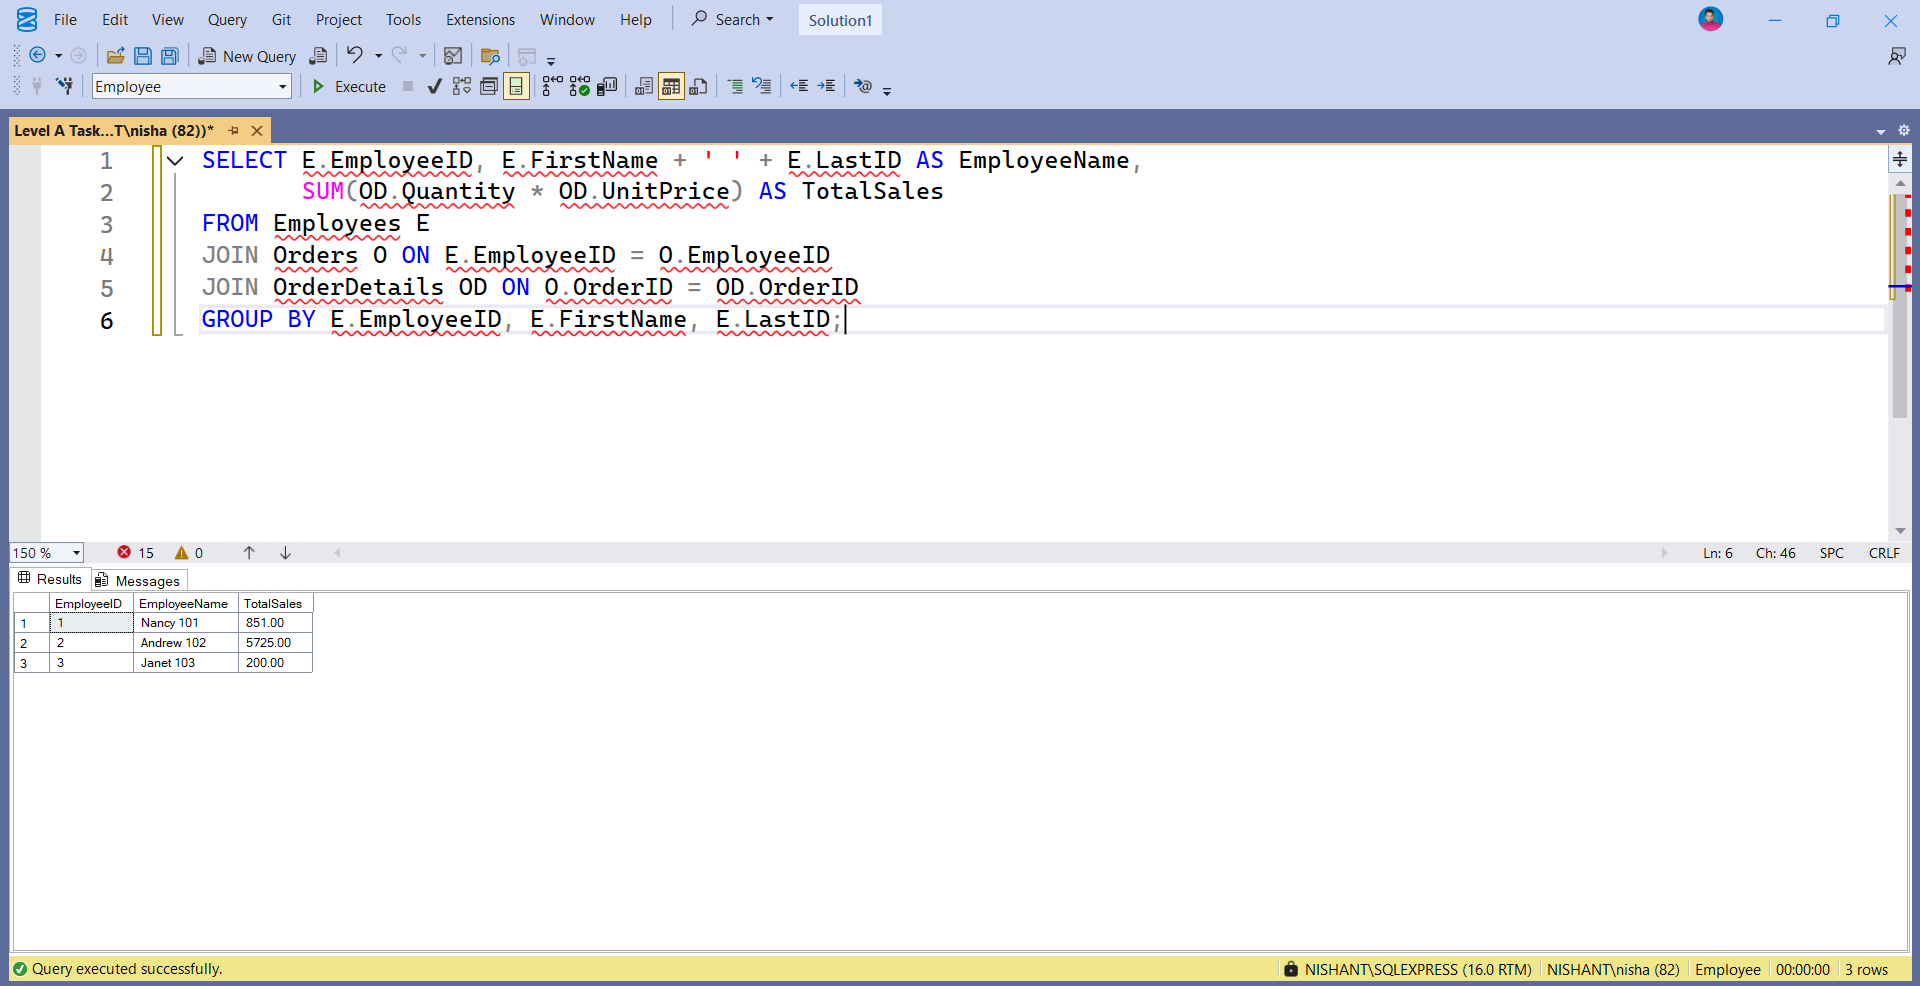 File Edit View Query Git Project Tools Extensions Window Help Search Solution1
New Query
Employee Execute
Level A Task...T\nisha (82))*
1 SELECT E.EmployeeID, E.FirstName + ' ' + E.LastID AS EmployeeName,
2 SUM(OD.Quantity * OD.UnitPrice) AS TotalSales
3 FROM Employees E
4 JOIN Orders O ON E.EmployeeID = O.EmployeeID
5 JOIN OrderDetails OD ON O.OrderID = OD.OrderID
6 GROUP BY E.EmployeeID, E.FirstName, E.LastID;
150 % 15 0 Ln: 6 Ch: 46 SPC CRLF
Results Messages
EmployeeID EmployeeName TotalSales
1 1 Nancy 101 851.00
2 2 Andrew 102 5725.00
3 3 Janet 103 200.00
Query executed successfully. NISHANT\SQLEXPRESS (16.0 RTM) NISHANT\nisha (82) Employee 00:00:00 3 rows